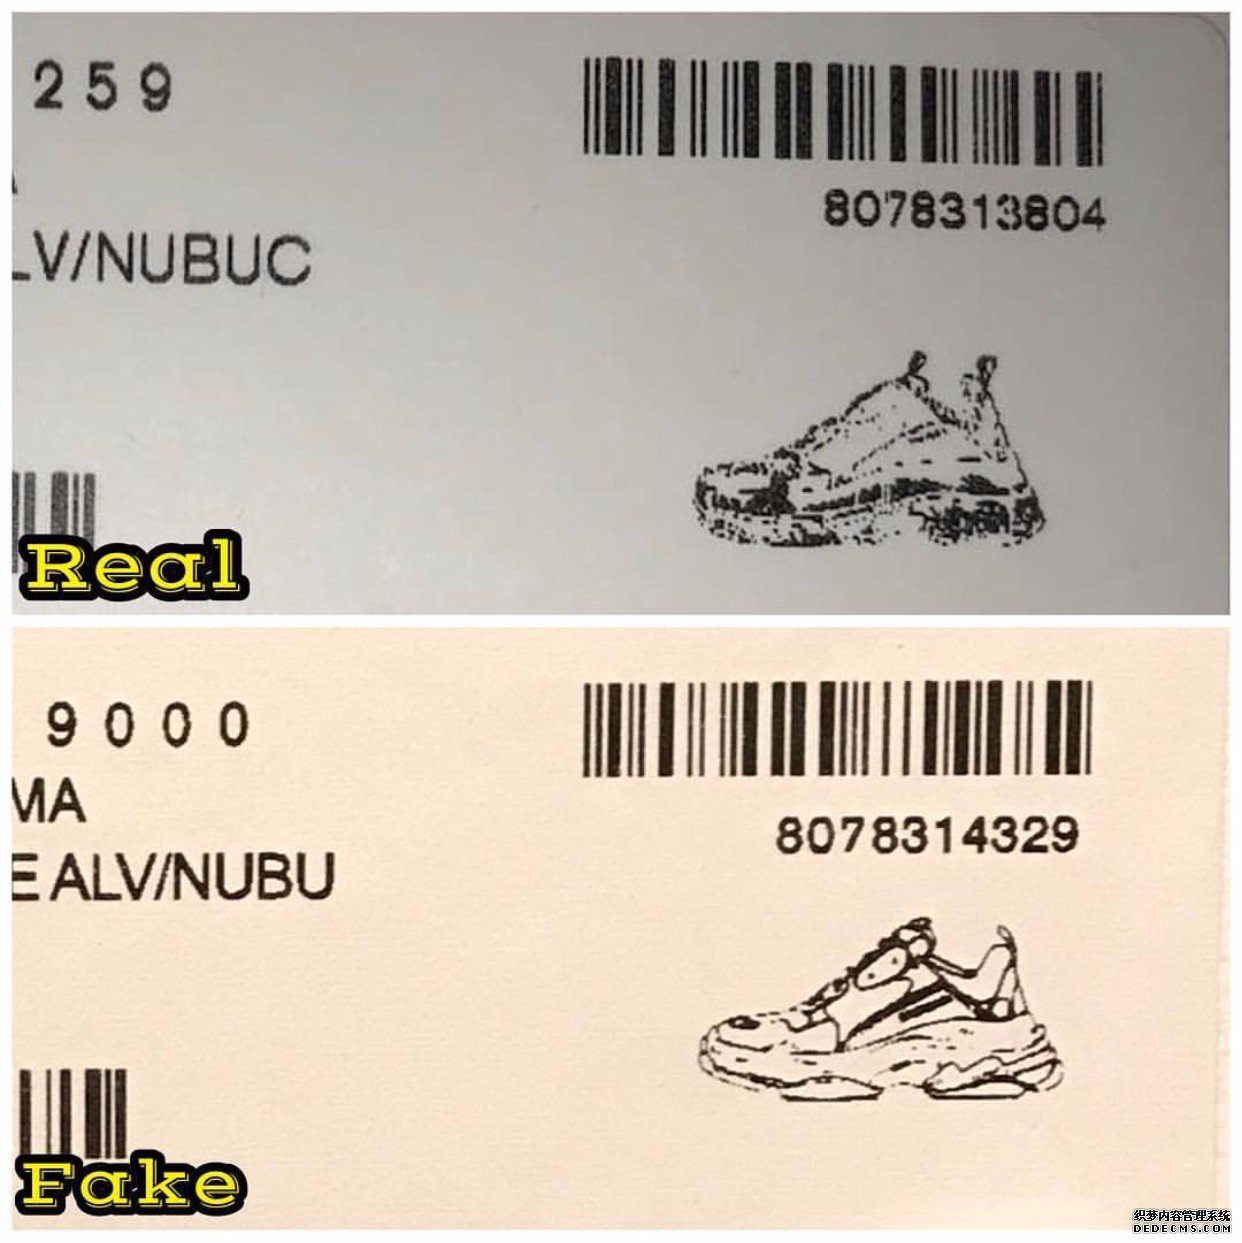 259
8078313804
LV/NUBUC
Real
9000
MA
8078314329
E ALV/NUBU
Fake
织梦内容管理系统
DEDECMS.COM